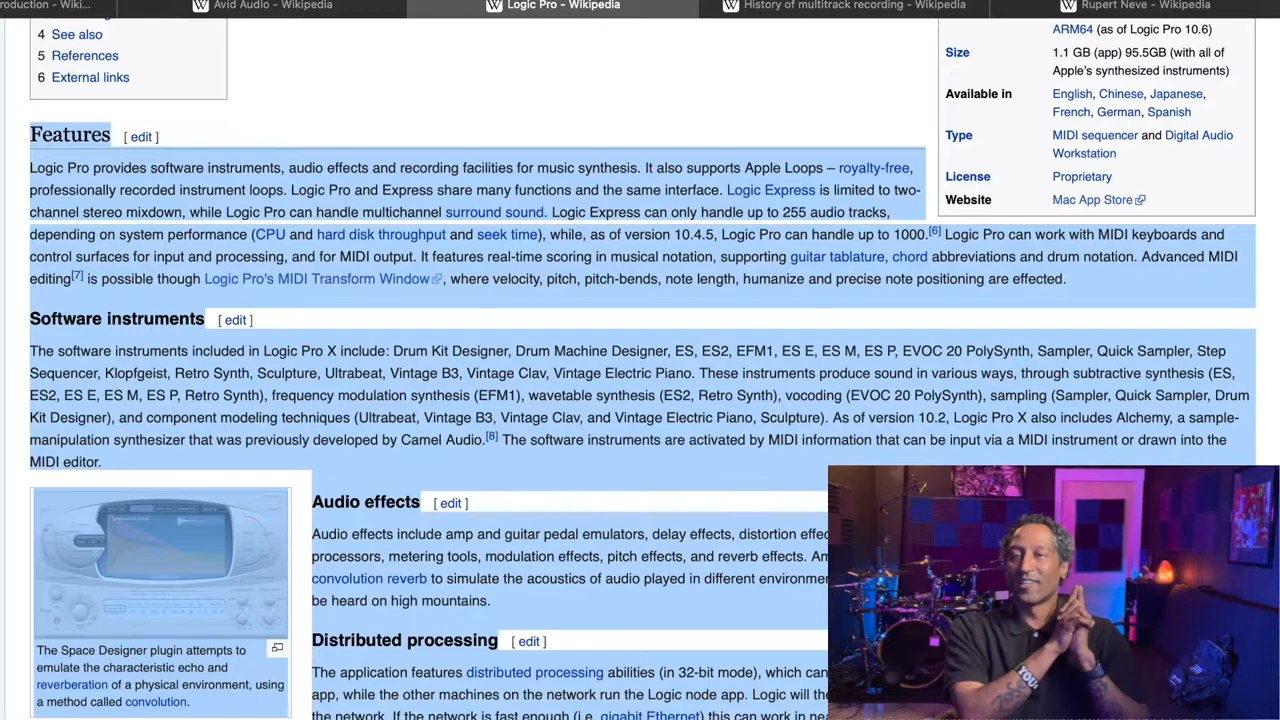 roduction - Wiki...
Avid Audio - Wikipedia
Logic Pro - Wikipedia
History of multitrack recording - Wikipedia
Rupert Neve - Wikipedia
4 See also
5 References
6 External links
ARM64 (as of Logic Pro 10.6)
Size 1.1 GB (app) 95.5GB (with all of
Apple's synthesized instruments)
Available in English, Chinese, Japanese,
French, German, Spanish
Type MIDI sequencer and Digital Audio
Workstation
License Proprietary
Website Mac App Store
Features [ edit ]
Logic Pro provides software instruments, audio effects and recording facilities for music synthesis. It also supports Apple Loops – royalty-free,
professionally recorded instrument loops. Logic Pro and Express share many functions and the same interface. Logic Express is limited to two-
channel stereo mixdown, while Logic Pro can handle multichannel surround sound. Logic Express can only handle up to 255 audio tracks,
depending on system performance (CPU and hard disk throughput and seek time), while, as of version 10.4.5, Logic Pro can handle up to 1000.[6] Logic Pro can work with MIDI keyboards and
control surfaces for input and processing, and for MIDI output. It features real-time scoring in musical notation, supporting guitar tablature, chord abbreviations and drum notation. Advanced MIDI
editing[7] is possible though Logic Pro's MIDI Transform Window, where velocity, pitch, pitch-bends, note length, humanize and precise note positioning are effected.
Software instruments [ edit ]
The software instruments included in Logic Pro X include: Drum Kit Designer, Drum Machine Designer, ES, ES2, EFM1, ES E, ES M, ES P, EVOC 20 PolySynth, Sampler, Quick Sampler, Step
Sequencer, Klopfgeist, Retro Synth, Sculpture, Ultrabeat, Vintage B3, Vintage Clav, Vintage Electric Piano. These instruments produce sound in various ways, through subtractive synthesis (ES,
ES2, ES E, ES M, ES P, Retro Synth), frequency modulation synthesis (EFM1), wavetable synthesis (ES2, Retro Synth), vocoding (EVOC 20 PolySynth), sampling (Sampler, Quick Sampler, Drum
Kit Designer), and component modeling techniques (Ultrabeat, Vintage B3, Vintage Clav, and Vintage Electric Piano, Sculpture). As of version 10.2, Logic Pro X also includes Alchemy, a sample-
manipulation synthesizer that was previously developed by Camel Audio.[8] The software instruments are activated by MIDI information that can be input via a MIDI instrument or drawn into the
MIDI editor.
The Space Designer plugin attempts to
emulate the characteristic echo and
reverberation of a physical environment, using
a method called convolution.
Audio effects [ edit ]
Audio effects include amp and guitar pedal emulators, delay effects, distortion effe
processors, metering tools, modulation effects, pitch effects, and reverb effects. Am
convolution reverb to simulate the acoustics of audio played in different environme
be heard on high mountains.
Distributed processing [ edit ]
The application features distributed processing abilities (in 32-bit mode), which can
app, while the other machines on the network run the Logic node app. Logic will the
the network. If the network is fast enough (i.e. gigabit Ethernet) this can work in nea